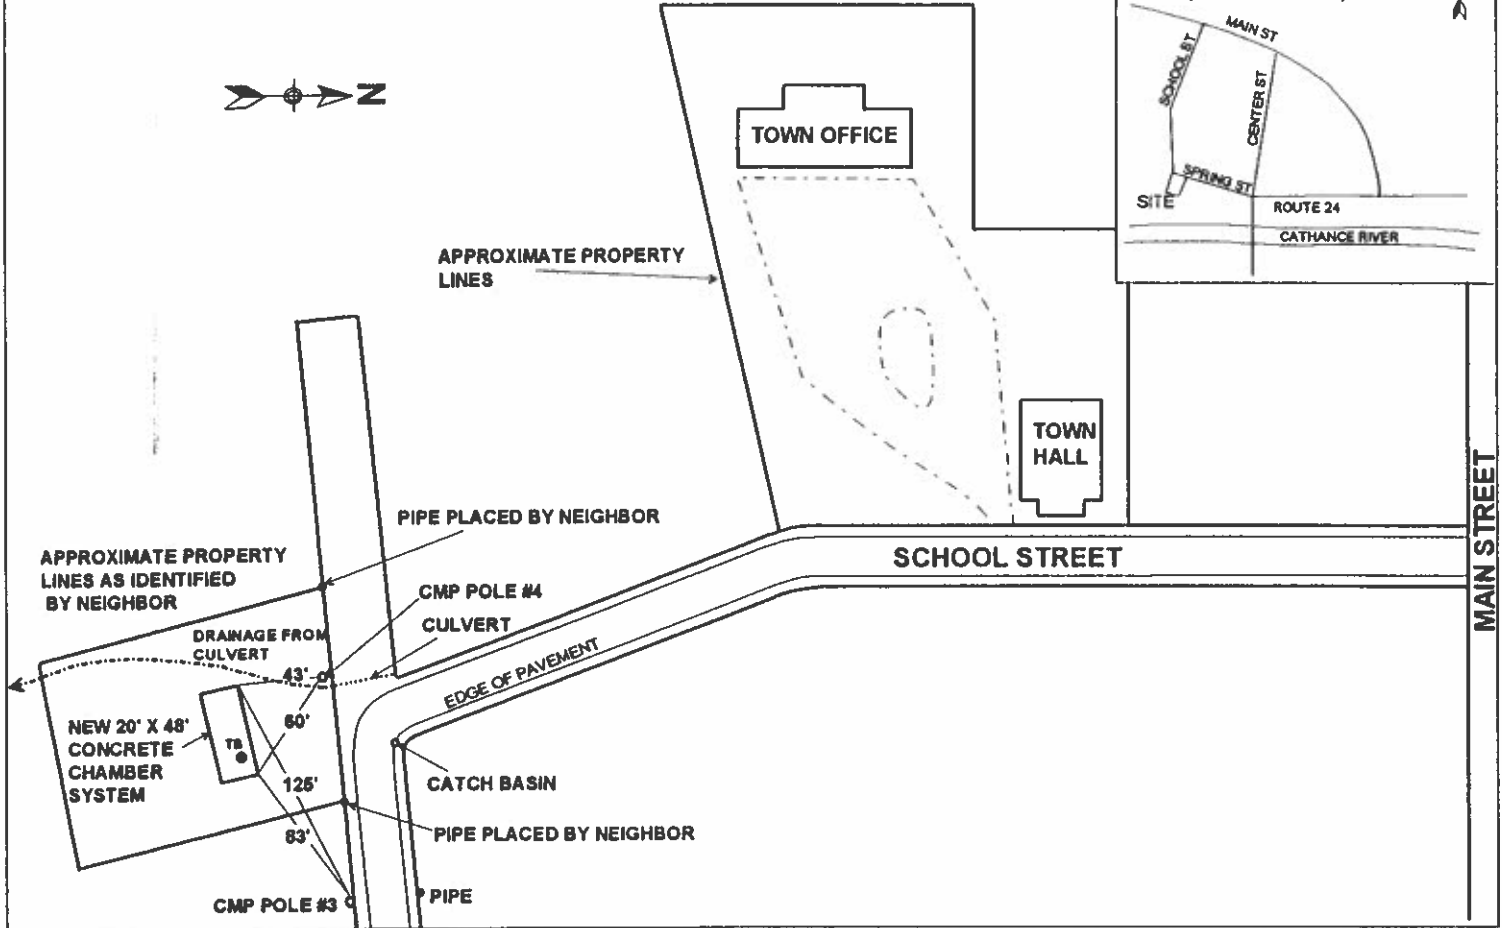 MAIN ST
SCHOOL ST
CENTER ST
SPRING ST
SITE
ROUTE 24
CATHANCE RIVER
N
TOWN OFFICE
APPROXIMATE PROPERTY
LINES
TOWN
HALL
MAIN STREET
SCHOOL STREET
PIPE PLACED BY NEIGHBOR
APPROXIMATE PROPERTY
LINES AS IDENTIFIED
BY NEIGHBOR
CMP POLE #4
CULVERT
DRAINAGE FROM
CULVERT
43'
EDGE OF PAVEMENT
60'
NEW 20' X 48'
CONCRETE
CHAMBER
SYSTEM
TB
125'
CATCH BASIN
83'
PIPE PLACED BY NEIGHBOR
PIPE
CMP POLE #3